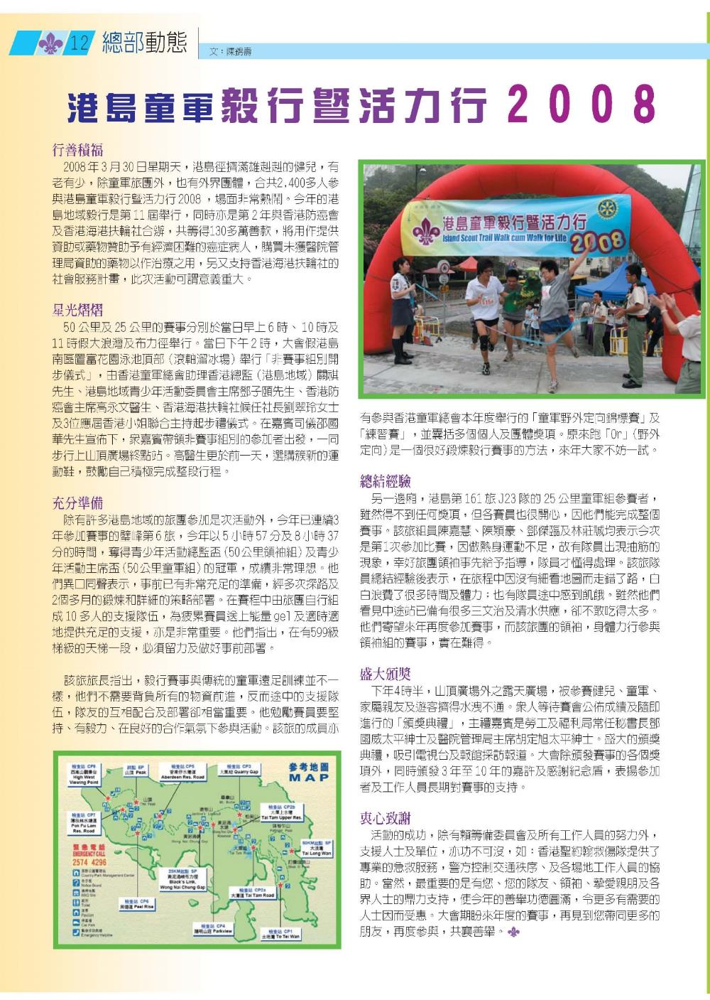 12 總部動態
文：陳錦壽
港島童軍毅行暨活力行2008
行善積福
2008年3月30日星期天，港島徑擠滿雄赳赳的健兒，有
老有少，除童軍旅團外，也有外界團體，合共2,400多人參
與港島童軍毅行暨活力行2008，場面非常熱鬧。今年的港
島地域毅行是第11屆舉行，同時亦是第2年與香港防癌會
及香港海港扶輪社合辦，共籌得130多萬善款，將用作提供
資助或藥物贊助予有經濟困難的癌症病人，購買未獲醫院管
理局資助的藥物以作治療之用，另又支持香港海港扶輪社的
社會服務計畫，此次活動可謂意義重大。
星光熠熠
50公里及25公里的賽事分別於當日早上6時、10時及
11時假大浪灣及布力徑舉行。當日下午2時，大會假港島
南區置富花園泳池頂部（滾軸溜冰場）舉行「非賽事組別開
步儀式」，由香港童軍總會助理香港總監（港島地域）關祺
先生、港島地域青少年活動委員會主席鄧子頤先生、香港防
癌會主席高永文醫生、香港海港扶輪社候任社長劉翠玲女士
及3位應屆香港小姐聯合主持起步禮儀式。在嘉賓司儀邵國
華先生宣佈下，衆嘉賓帶領非賽事組別的參加者出發，一同
步行上山頂廣場終點站。高醫生更於前一天，選購簇新的運
動鞋，鼓勵自己積極完成整段行程。
充分準備
除有許多港島地域的旅團參加是次活動外，今年已連續3
年參加賽事的璧峰第6旅，今年以5小時57分及8小時37
分的時間，奪得青少年活動總監盃（50公里領袖組）及青少
年活動主席盃（50公里童軍組）的冠軍，成績非常理想。他
們異口同聲表示，事前已有非常充足的準備，經多次探路及
2個多月的鍛煉和詳細的策略部署。在賽程中由旅團自行組
成10多人的支援隊伍，為疲累賽員送上能量gel及適時適
地提供充足的支援，亦是非常重要。他們指出，在有599級
梯級的天梯一段，必須留力及做好事前部署。
該旅旅長指出，毅行賽事與傳統的童軍遠足訓練並不一
樣，他們不需要背負所有的物資前進，反而途中的支援隊
伍，隊友的互相配合及部署卻相當重要。他勉勵賽員要堅
持、有毅力、在良好的合作氣氛下參與活動。該旅的成員亦
參考地圖
MAP
檢查站 CP8
西高山觀景台
High West
Viewing Point
終點 EP
山頂 Peak
檢查站 CP5
香港仔水塘道
Aberdeen Res. Road
檢查站 CP3
大風坳 Quarry Gap
檢查站 CP2b
大潭上水塘
Tai Tam Upper Res.
檢查站 CP7
薄扶林水塘道
Pok Fu Lam
Res. Road
緊急電話
EMERGENCY CALL
2574 4296
50KM起點 SP
大浪灣
Tai Long Wan
25KM起點 SP
黃泥涌峽布力徑
Black's Link,
Wong Nai Chung Gap
檢查站 CP2a
大潭道 Tai Tam Road
檢查站 CP6
貝璐道 Peel Rise
檢查站 CP4
陽明山莊 Parkview
檢查站 CP1
土地灣 To Tei Wan
港島童軍毅行暨活力行
Island Scout Trail Walk cum Walk for Life
2008
有參與香港童軍總會本年度舉行的「童軍野外定向錦標賽」及
「練習賽」，並囊括多個個人及團體獎項。原來跑「Or」（野外
定向）是一個很好鍛煉毅行賽事的方法，來年大家不妨一試。
總結經驗
另一邊廂，港島第161旅J23隊的25公里童軍組參賽者，
雖然得不到任何獎項，但各賽員也很開心，因他們能完成整個
賽事。該旅組員陳嘉慧、陳穎豪、鄧傑臨及林莊誠均表示今次
是第1次參加比賽，因做熱身運動不足，故有隊員出現抽筋的
現象，幸好旅團領袖事先給予指導，隊員才懂得處理。該旅隊
員總結經驗後表示，在旅程中因沒有細看地圖而走錯了路，白
白浪費了很多時間及體力；也有隊員途中感到飢餓。雖然他們
看見中途站已備有很多三文治及清水供應，卻不敢吃得太多。
他們寄望來年再度參加賽事，而該旅團的領袖，身體力行參與
領袖組的賽事，實在難得。
盛大頒獎
下午4時半，山頂廣場外之露天廣場，被參賽健兒、童軍、
家屬親友及遊客擠得水洩不通。衆人等待賽會公佈成績及隨即
進行的「頒獎典禮」，主禮嘉賓是勞工及福利局常任秘書長鄧
國威太平紳士及醫院管理局主席胡定旭太平紳士。盛大的頒獎
典禮，吸引電視台及報館採訪報道。大會除頒發賽事的各個獎
項外，同時頒發3年至10年的嘉許及感謝紀念盾，表揚參加
者及工作人員長期對賽事的支持。
衷心致謝
活動的成功，除有賴籌備委員會及所有工作人員的努力外，
支援人士及單位，亦功不可沒，如：香港聖約翰救傷隊提供了
專業的急救服務，警方控制交通秩序、及各場地工作人員的協
助。當然，最重要的是有您、您的隊友、領袖、摯愛親朋及各
界人士的鼎力支持，使今年的善舉功德圓滿，令更多有需要的
人士因而受惠。大會期盼來年度的賽事，再見到您帶同更多的
朋友，再度參與，共襄善舉。